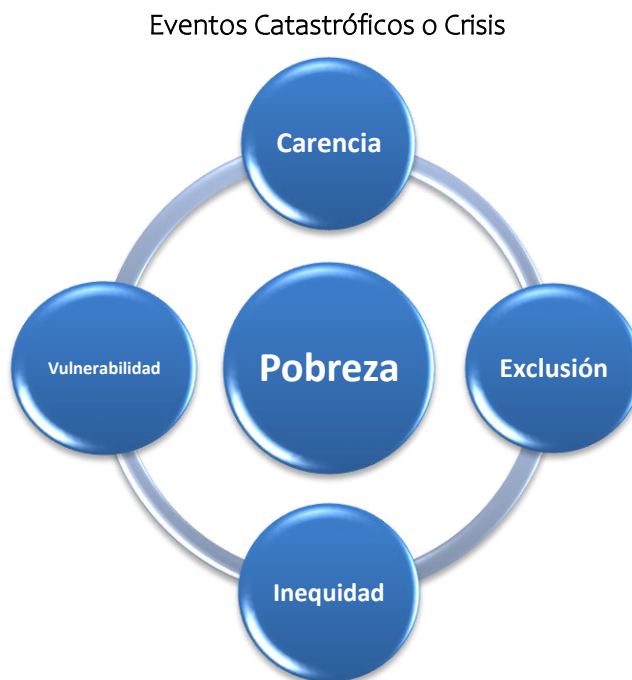 Eventos Catastróficos o Crisis
Carencia
Vulnerabilidad
Pobreza
Exclusión
Inequidad